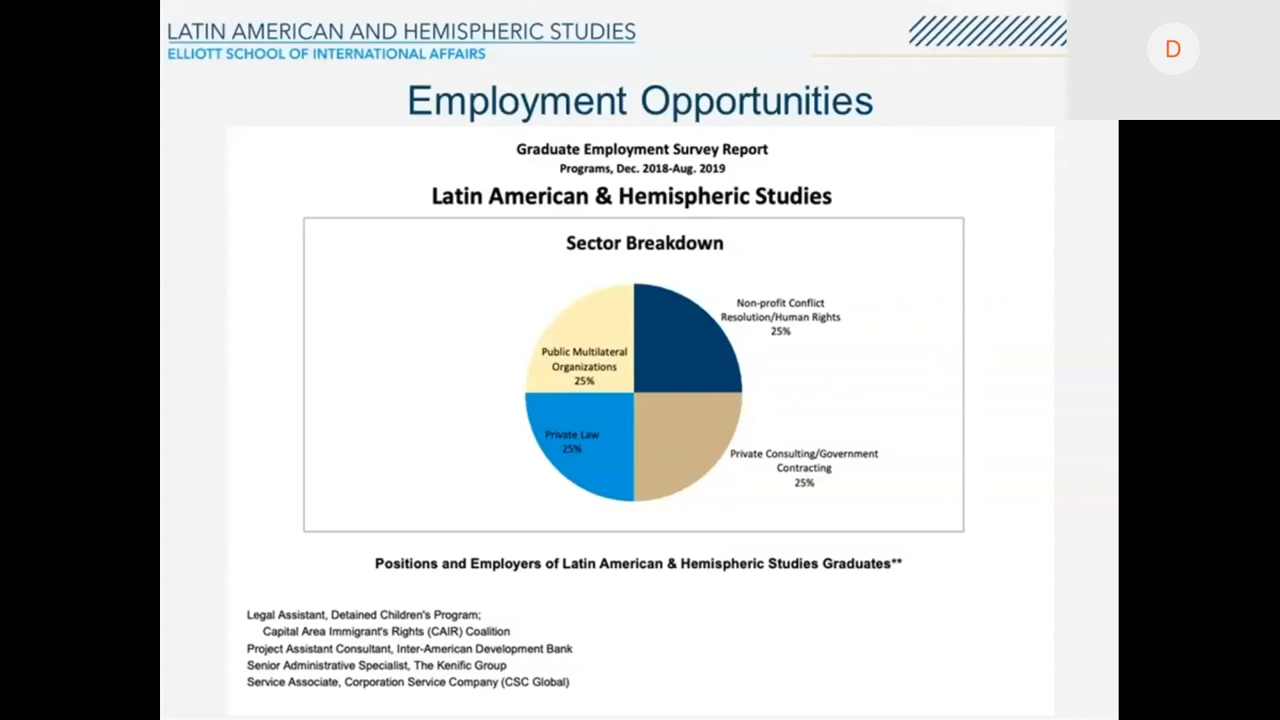 LATIN AMERICAN AND HEMISPHERIC STUDIES
ELLIOTT SCHOOL OF INTERNATIONAL AFFAIRS
D
Employment Opportunities
Graduate Employment Survey Report
Programs, Dec. 2018-Aug. 2019
Latin American & Hemispheric Studies
Sector Breakdown
Non-profit Conflict
Resolution/Human Rights
25%
Public Multilateral
Organizations
25%
Private Law
25%
Private Consulting/Government
Contracting
25%
Positions and Employers of Latin American & Hemispheric Studies Graduates**
Legal Assistant, Detained Children's Program;
Capital Area Immigrant's Rights (CAIR) Coalition
Project Assistant Consultant, Inter-American Development Bank
Senior Administrative Specialist, The Kenific Group
Service Associate, Corporation Service Company (CSC Global)